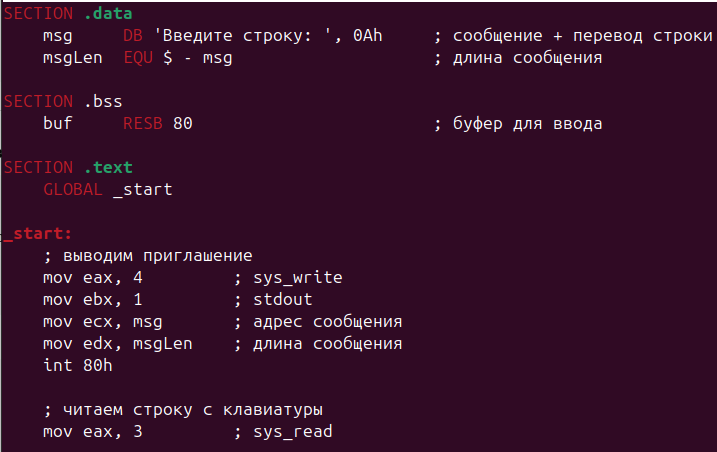 SECTION .data
    msg     DB 'Введите строку: ', 0Ah     ; сообщение + перевод строки
    msgLen  EQU $ - msg                    ; длина сообщения

SECTION .bss
    buf     RESB 80                        ; буфер для ввода

SECTION .text
    GLOBAL _start

_start:
    ; выводим приглашение
    mov eax, 4         ; sys_write
    mov ebx, 1         ; stdout
    mov ecx, msg       ; адрес сообщения
    mov edx, msgLen    ; длина сообщения
    int 80h

    ; читаем строку с клавиатуры
    mov eax, 3         ; sys_read